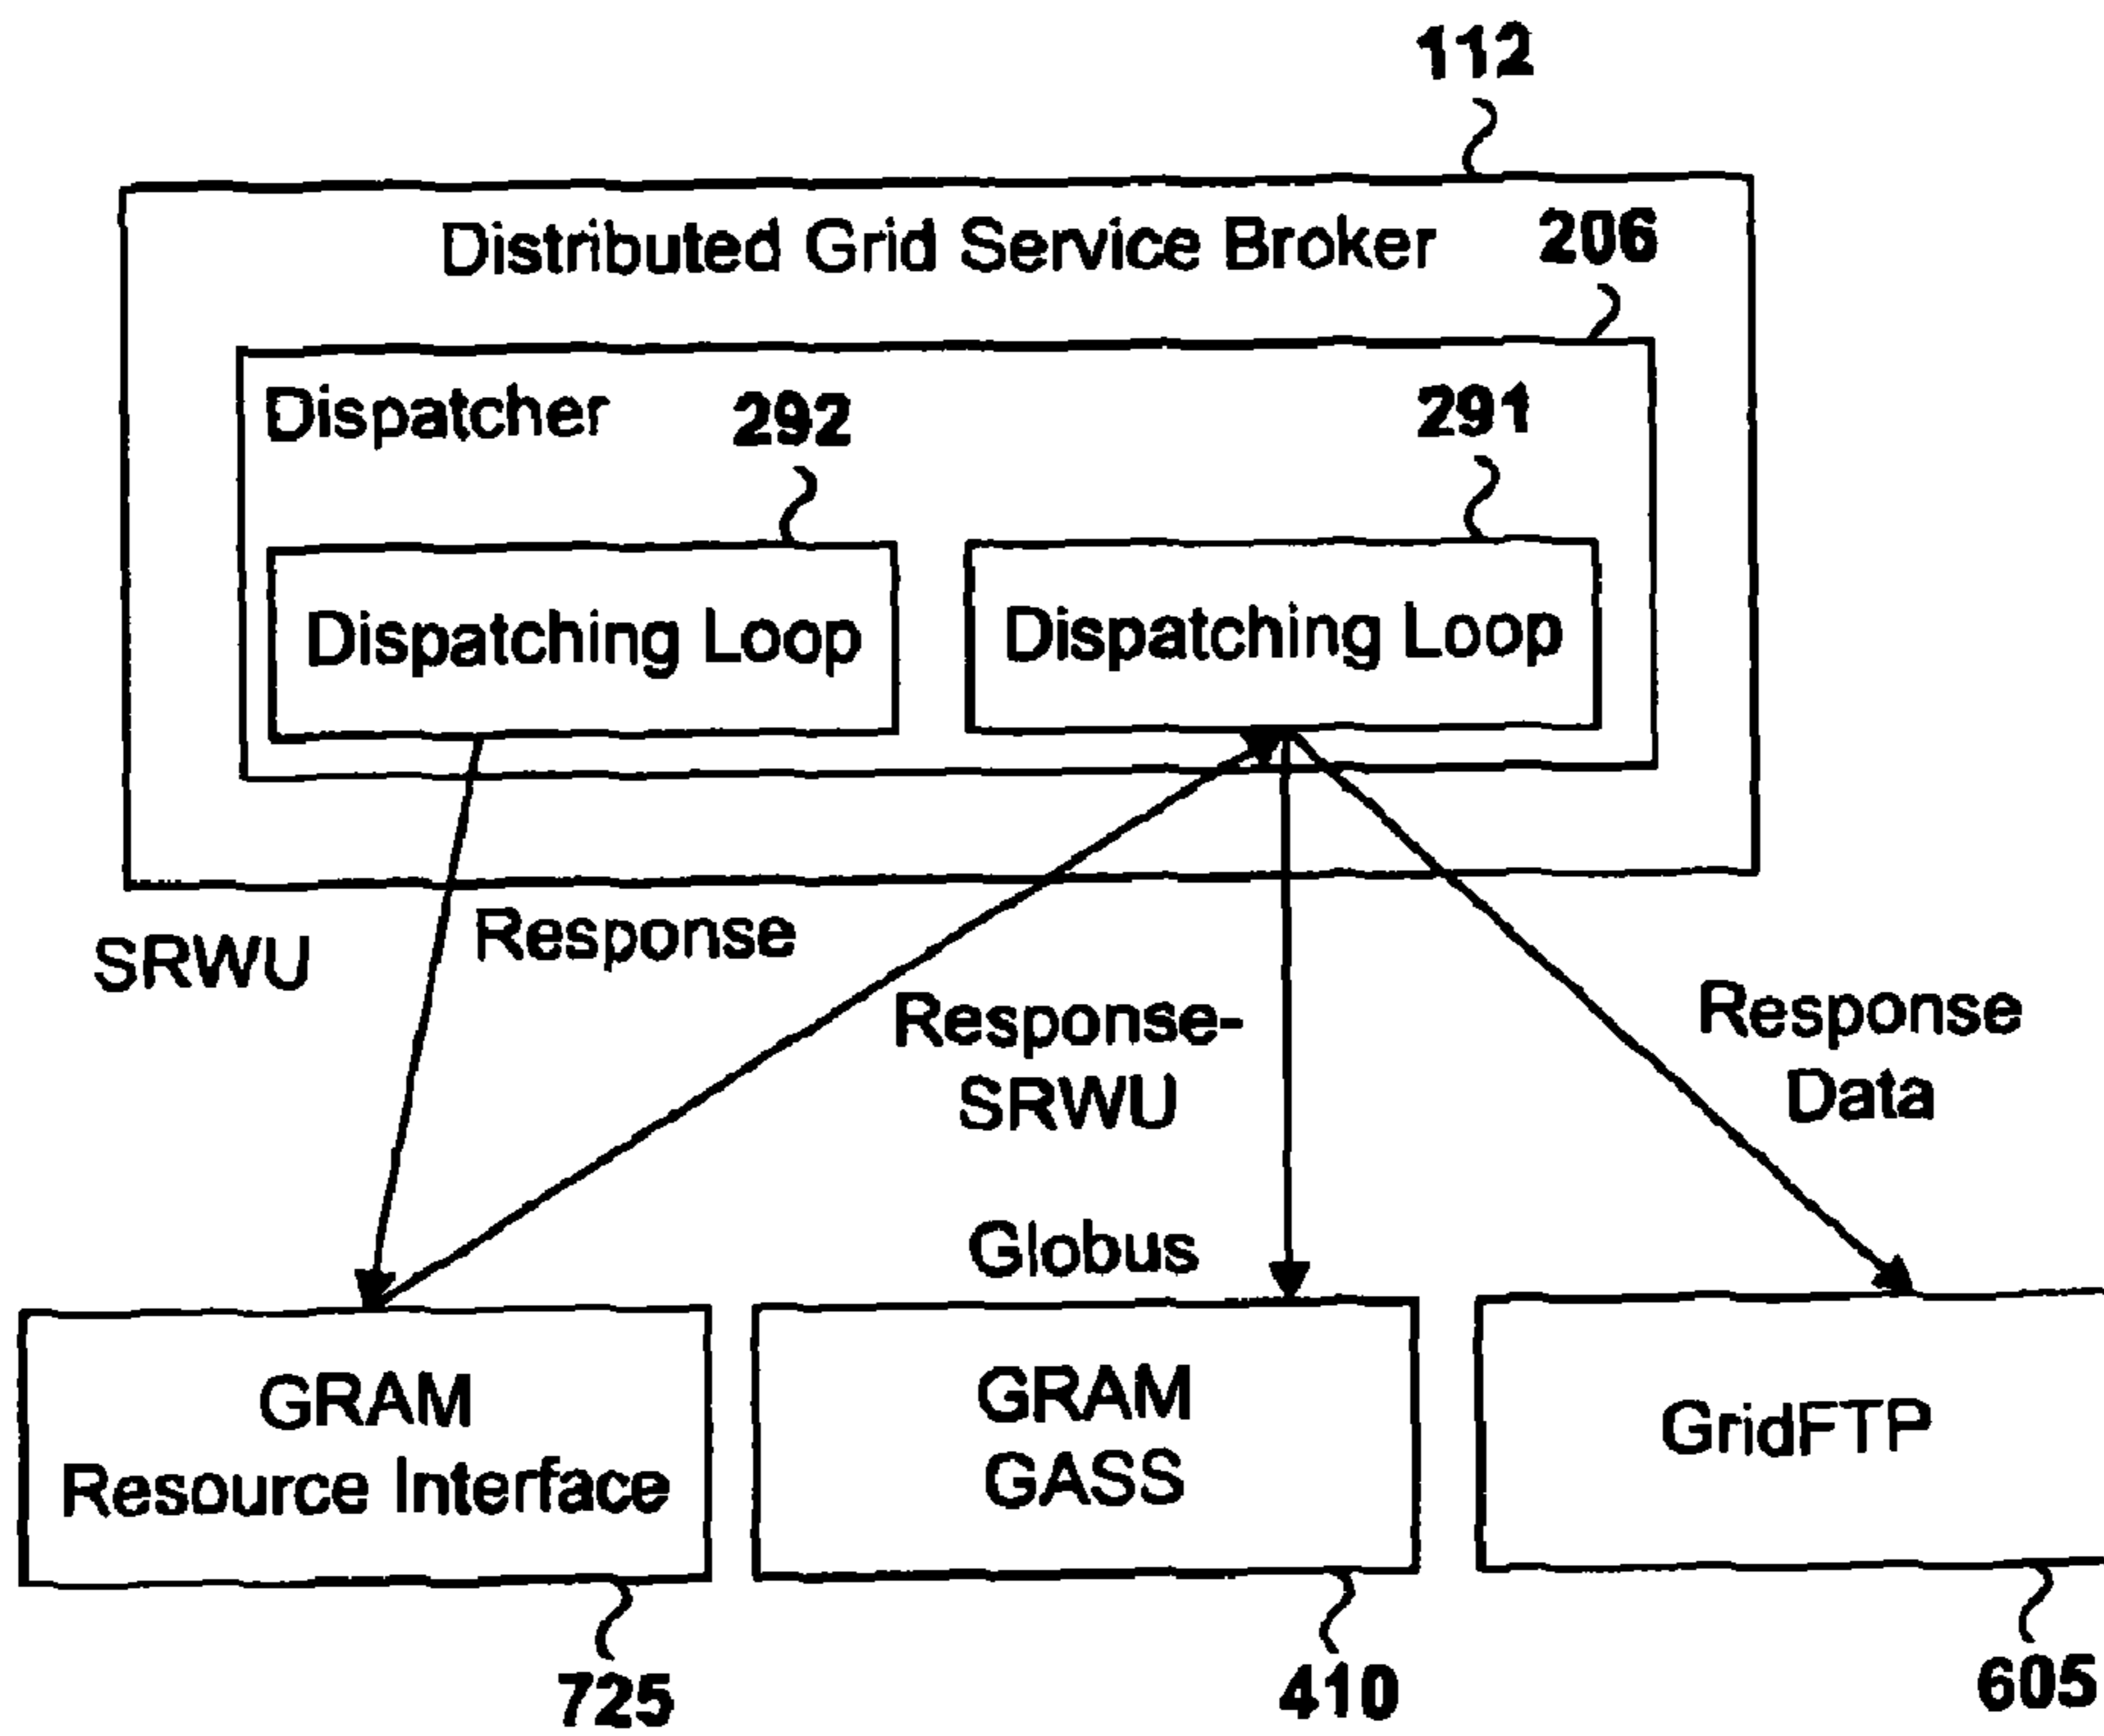 112
Distributed Grid Service Broker
206
Dispatcher
292
291
Dispatching Loop
Dispatching Loop
SRWU
Response
Response-
SRWU
Response
Data
Globus
GRAM
Resource Interface
GRAM
GASS
GridFTP
725
410
605